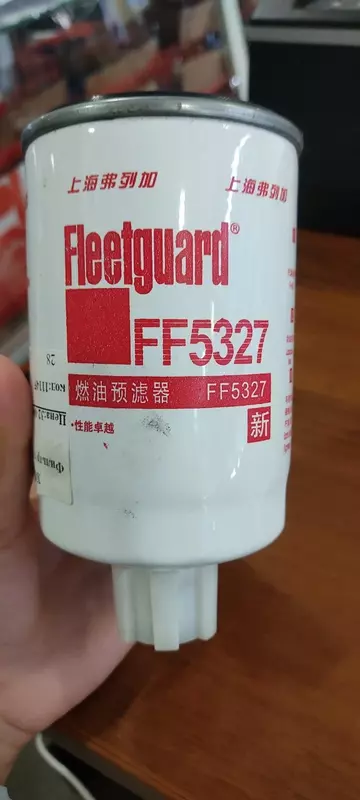 上海弗列加 上海弗列加
Fleetguard®
FF5327
燃油预滤器 FF5327
·性能卓越 新
28